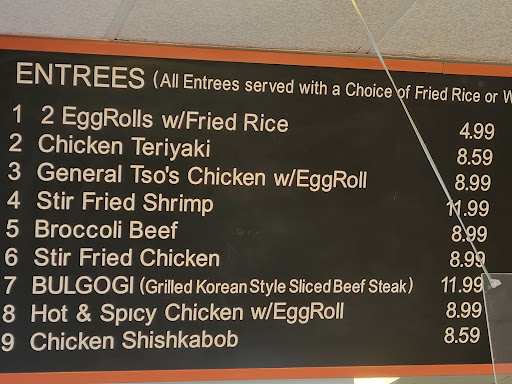 ENTREES (All Entrees served with a Choice of Fried Rice or
1 2 EggRolls w/Fried Rice 4.99
2 Chicken Teriyaki 8.59
3 General Tso's Chicken w/EggRoll 8.99
4 Stir Fried Shrimp 11.99
5 Broccoli Beef 8.99
6 Stir Fried Chicken 8.99
7 BULGOGI (Grilled Korean Style Sliced Beef Steak) 11.99
8 Hot & Spicy Chicken w/EggRoll 8.99
9 Chicken Shishkabob 8.59